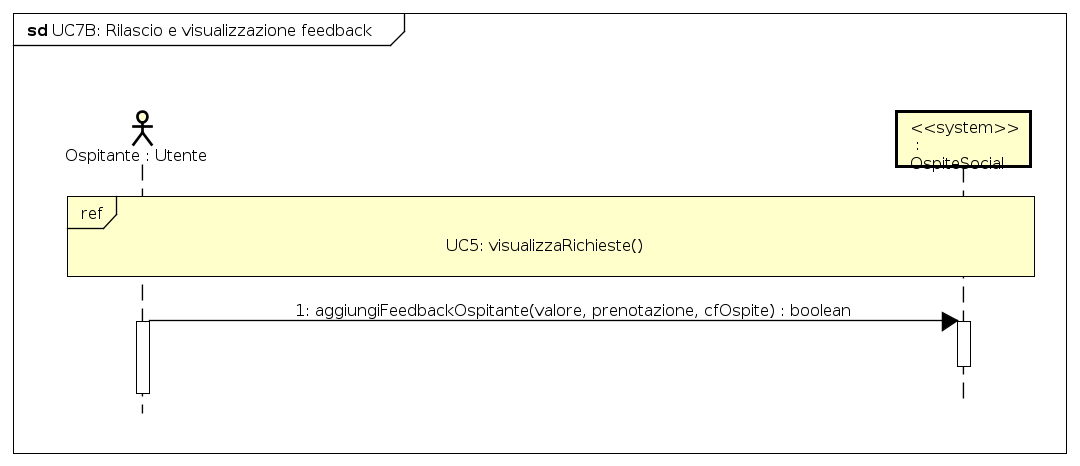 sd UC7B: Rilascio e visualizzazione feedback
Ospitante : Utente
<<system>>
:
OspiteSocial
ref
UC5: visualizzaRichieste()
1: aggiungiFeedbackOspitante(valore, prenotazione, cfOspite) : boolean